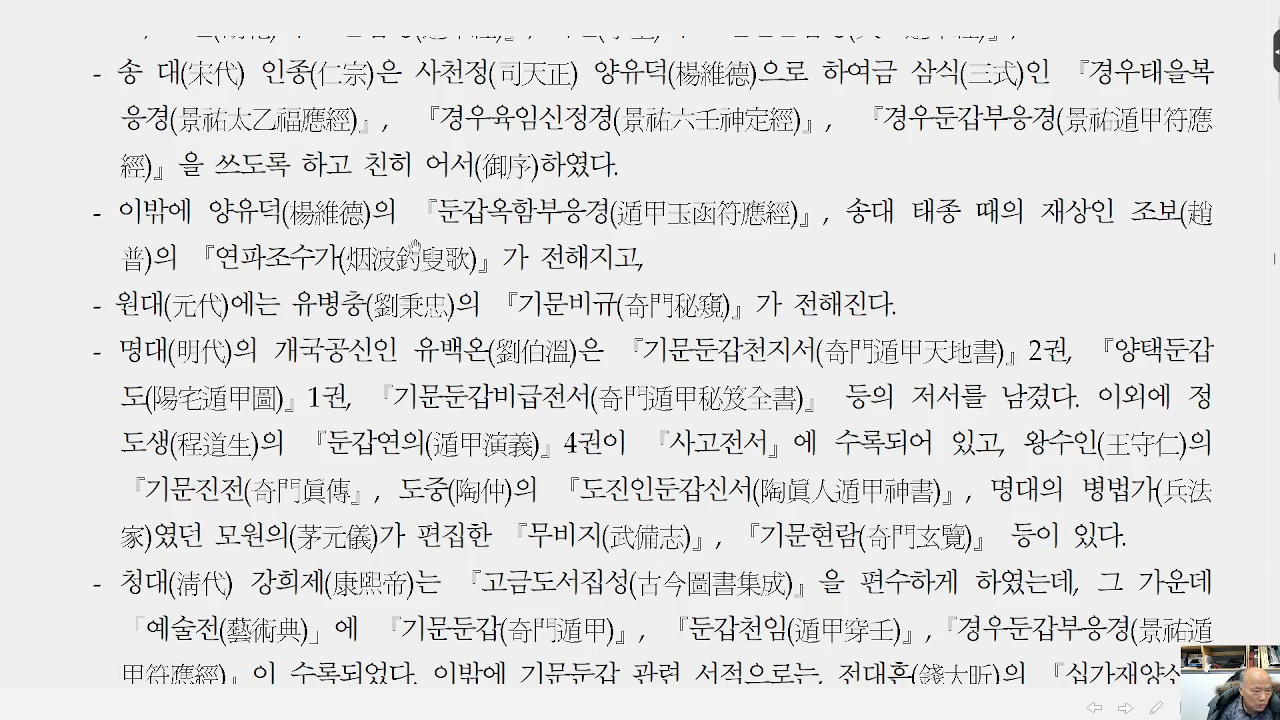 - 송 대(宋代) 인종(仁宗)은 사천정(司天正) 양유덕(楊維德)으로 하여금 삼식(三式)인 『경우태을복
응경(景祐太乙福應經)』, 『경우육임신정경(景祐六壬神定經)』, 『경우둔갑부응경(景祐遁甲符應
經)』을 쓰도록 하고 친히 어서(御序)하였다.
- 이밖에 양유덕(楊維德)의 『둔갑옥함부응경(遁甲玉函符應經)』, 송대 태종 때의 재상인 조보(趙
普)의 『연파조수가(烟波釣叟歌)』가 전해지고,
- 원대(元代)에는 유병충(劉秉忠)의 『기문비규(奇門秘窺)』가 전해진다.
- 명대(明代)의 개국공신인 유백온(劉伯溫)은 『기문둔갑천지서(奇門遁甲天地書)』2권, 『양택둔갑
도(陽宅遁甲圖)』1권, 『기문둔갑비급전서(奇門遁甲秘笈全書)』 등의 저서를 남겼다. 이외에 정
도생(程道生)의 『둔갑연의(遁甲演義)』4권이 『사고전서』에 수록되어 있고, 왕수인(王守仁)의
『기문진전(奇門眞傳』, 도중(陶仲)의 『도진인둔갑신서(陶眞人遁甲神書)』, 명대의 병법가(兵法
家)였던 모원의(茅元儀)가 편집한 『무비지(武備志)』, 『기문현람(奇門玄覽)』 등이 있다.
- 청대(清代) 강희제(康熙帝)는 『고금도서집성(古今圖書集成)』을 편수하게 하였는데, 그 가운데
「예술전(藝術典)」에 『기문둔갑(奇門遁甲)』, 『둔갑천임(遁甲穿壬)』,『경우둔갑부응경(景祐遁
甲符應經)』이 수록되었다. 이밖에 기문둔갑 관련 서적으로는, 전대흔(錢大昕)의